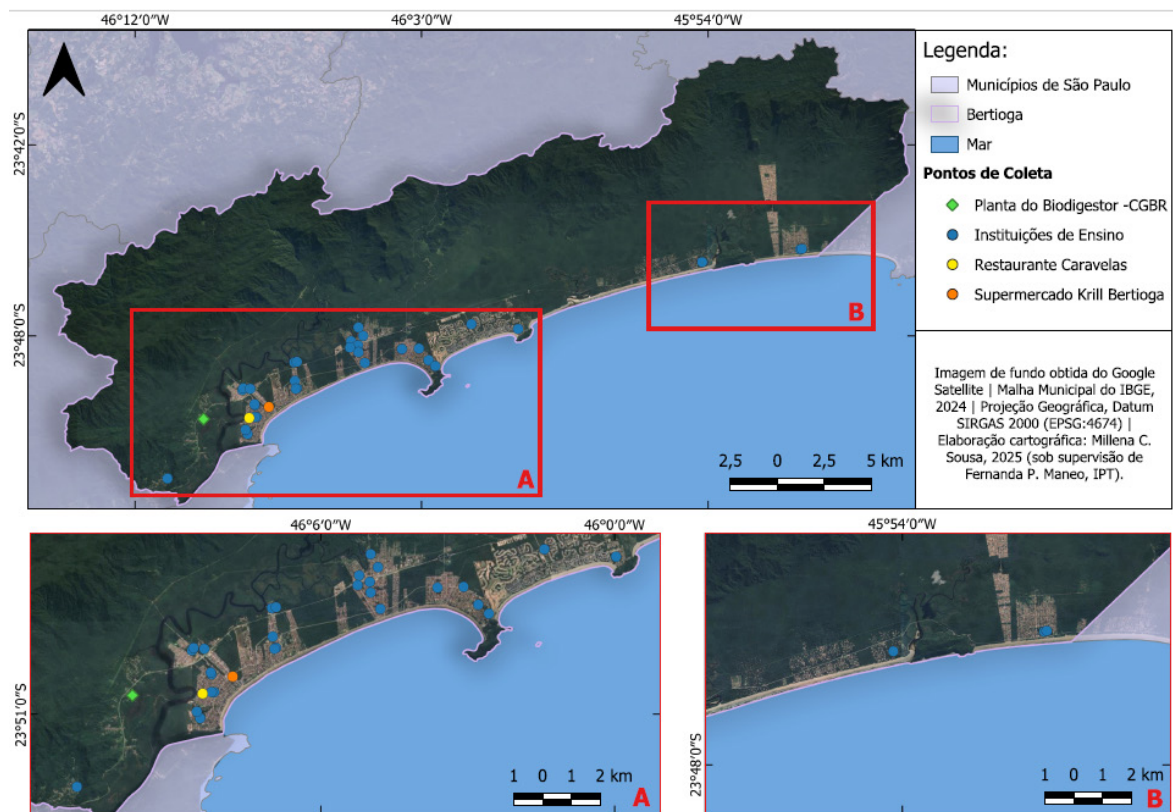 46°12'0"W
46°3'0"W
45°54'0"W
23°42'0"S
23°48'0"S
A
B
2,5 0 2,5 5 km
Legenda:
Municípios de São Paulo
Bertioga
Mar
Pontos de Coleta
Planta do Biodigestor -CGBR
Instituições de Ensino
Restaurante Caravelas
Supermercado Krill Bertioga
Imagem de fundo obtida do Google
Satellite | Malha Municipal do IBGE,
2024 | Projeção Geográfica, Datum
SIRGAS 2000 (EPSG:4674) |
Elaboração cartográfica: Millena C.
Sousa, 2025 (sob supervisão de
Fernanda P. Maneo, IPT).
46°6'0"W
46°0'0"W
23°51'0"S
1 0 1 2 km
A
45°54'0"W
23°48'0"S
1 0 1 2 km
B